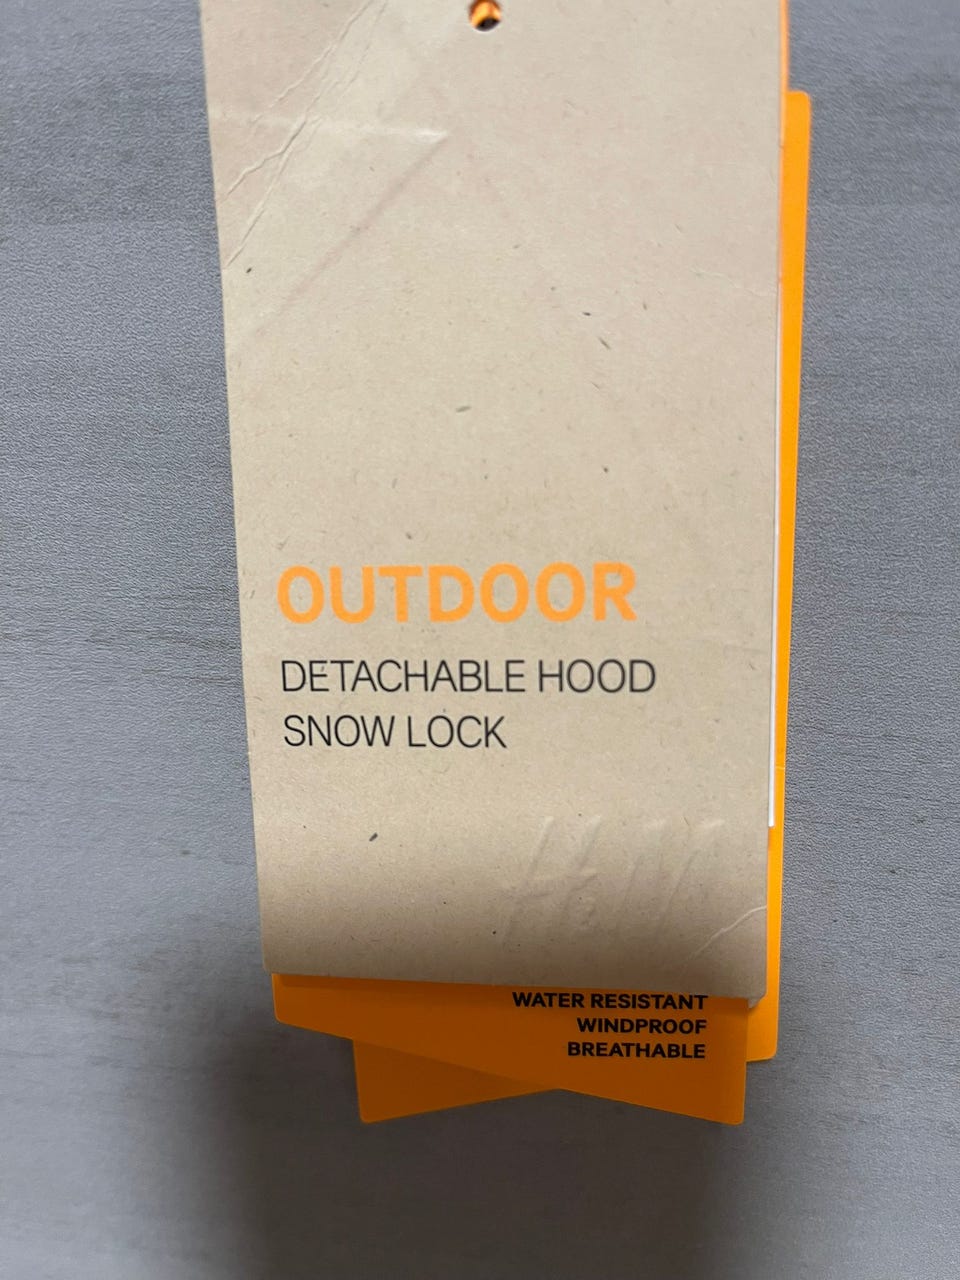 OUTDOOR
DETACHABLE HOOD
SNOW LOCK
H&M
WATER RESISTANT
WINDPROOF
BREATHABLE